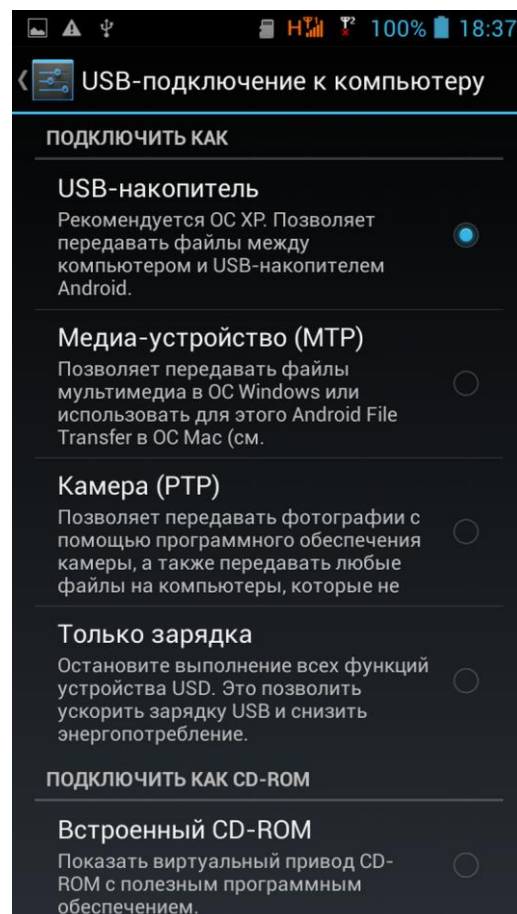 H 2 100% 18:37
USB-подключение к компьютеру
ПОДКЛЮЧИТЬ КАК
USB-накопитель
Рекомендуется ОС XP. Позволяет
передавать файлы между
компьютером и USB-накопителем
Android.
Медиа-устройство (MTP)
Позволяет передавать файлы
мультимедиа в ОС Windows или
использовать для этого Android File
Transfer в ОС Mac (см.
Камера (PTP)
Позволяет передавать фотографии с
помощью программного обеспечения
камеры, а также передавать любые
файлы на компьютеры, которые не
Только зарядка
Остановите выполнение всех функций
устройства USD. Это позволить
ускорить зарядку USB и снизить
энергопотребление.
ПОДКЛЮЧИТЬ КАК CD-ROM
Встроенный CD-ROM
Показать виртуальный привод CD-
ROM с полезным программным
обеспечением.